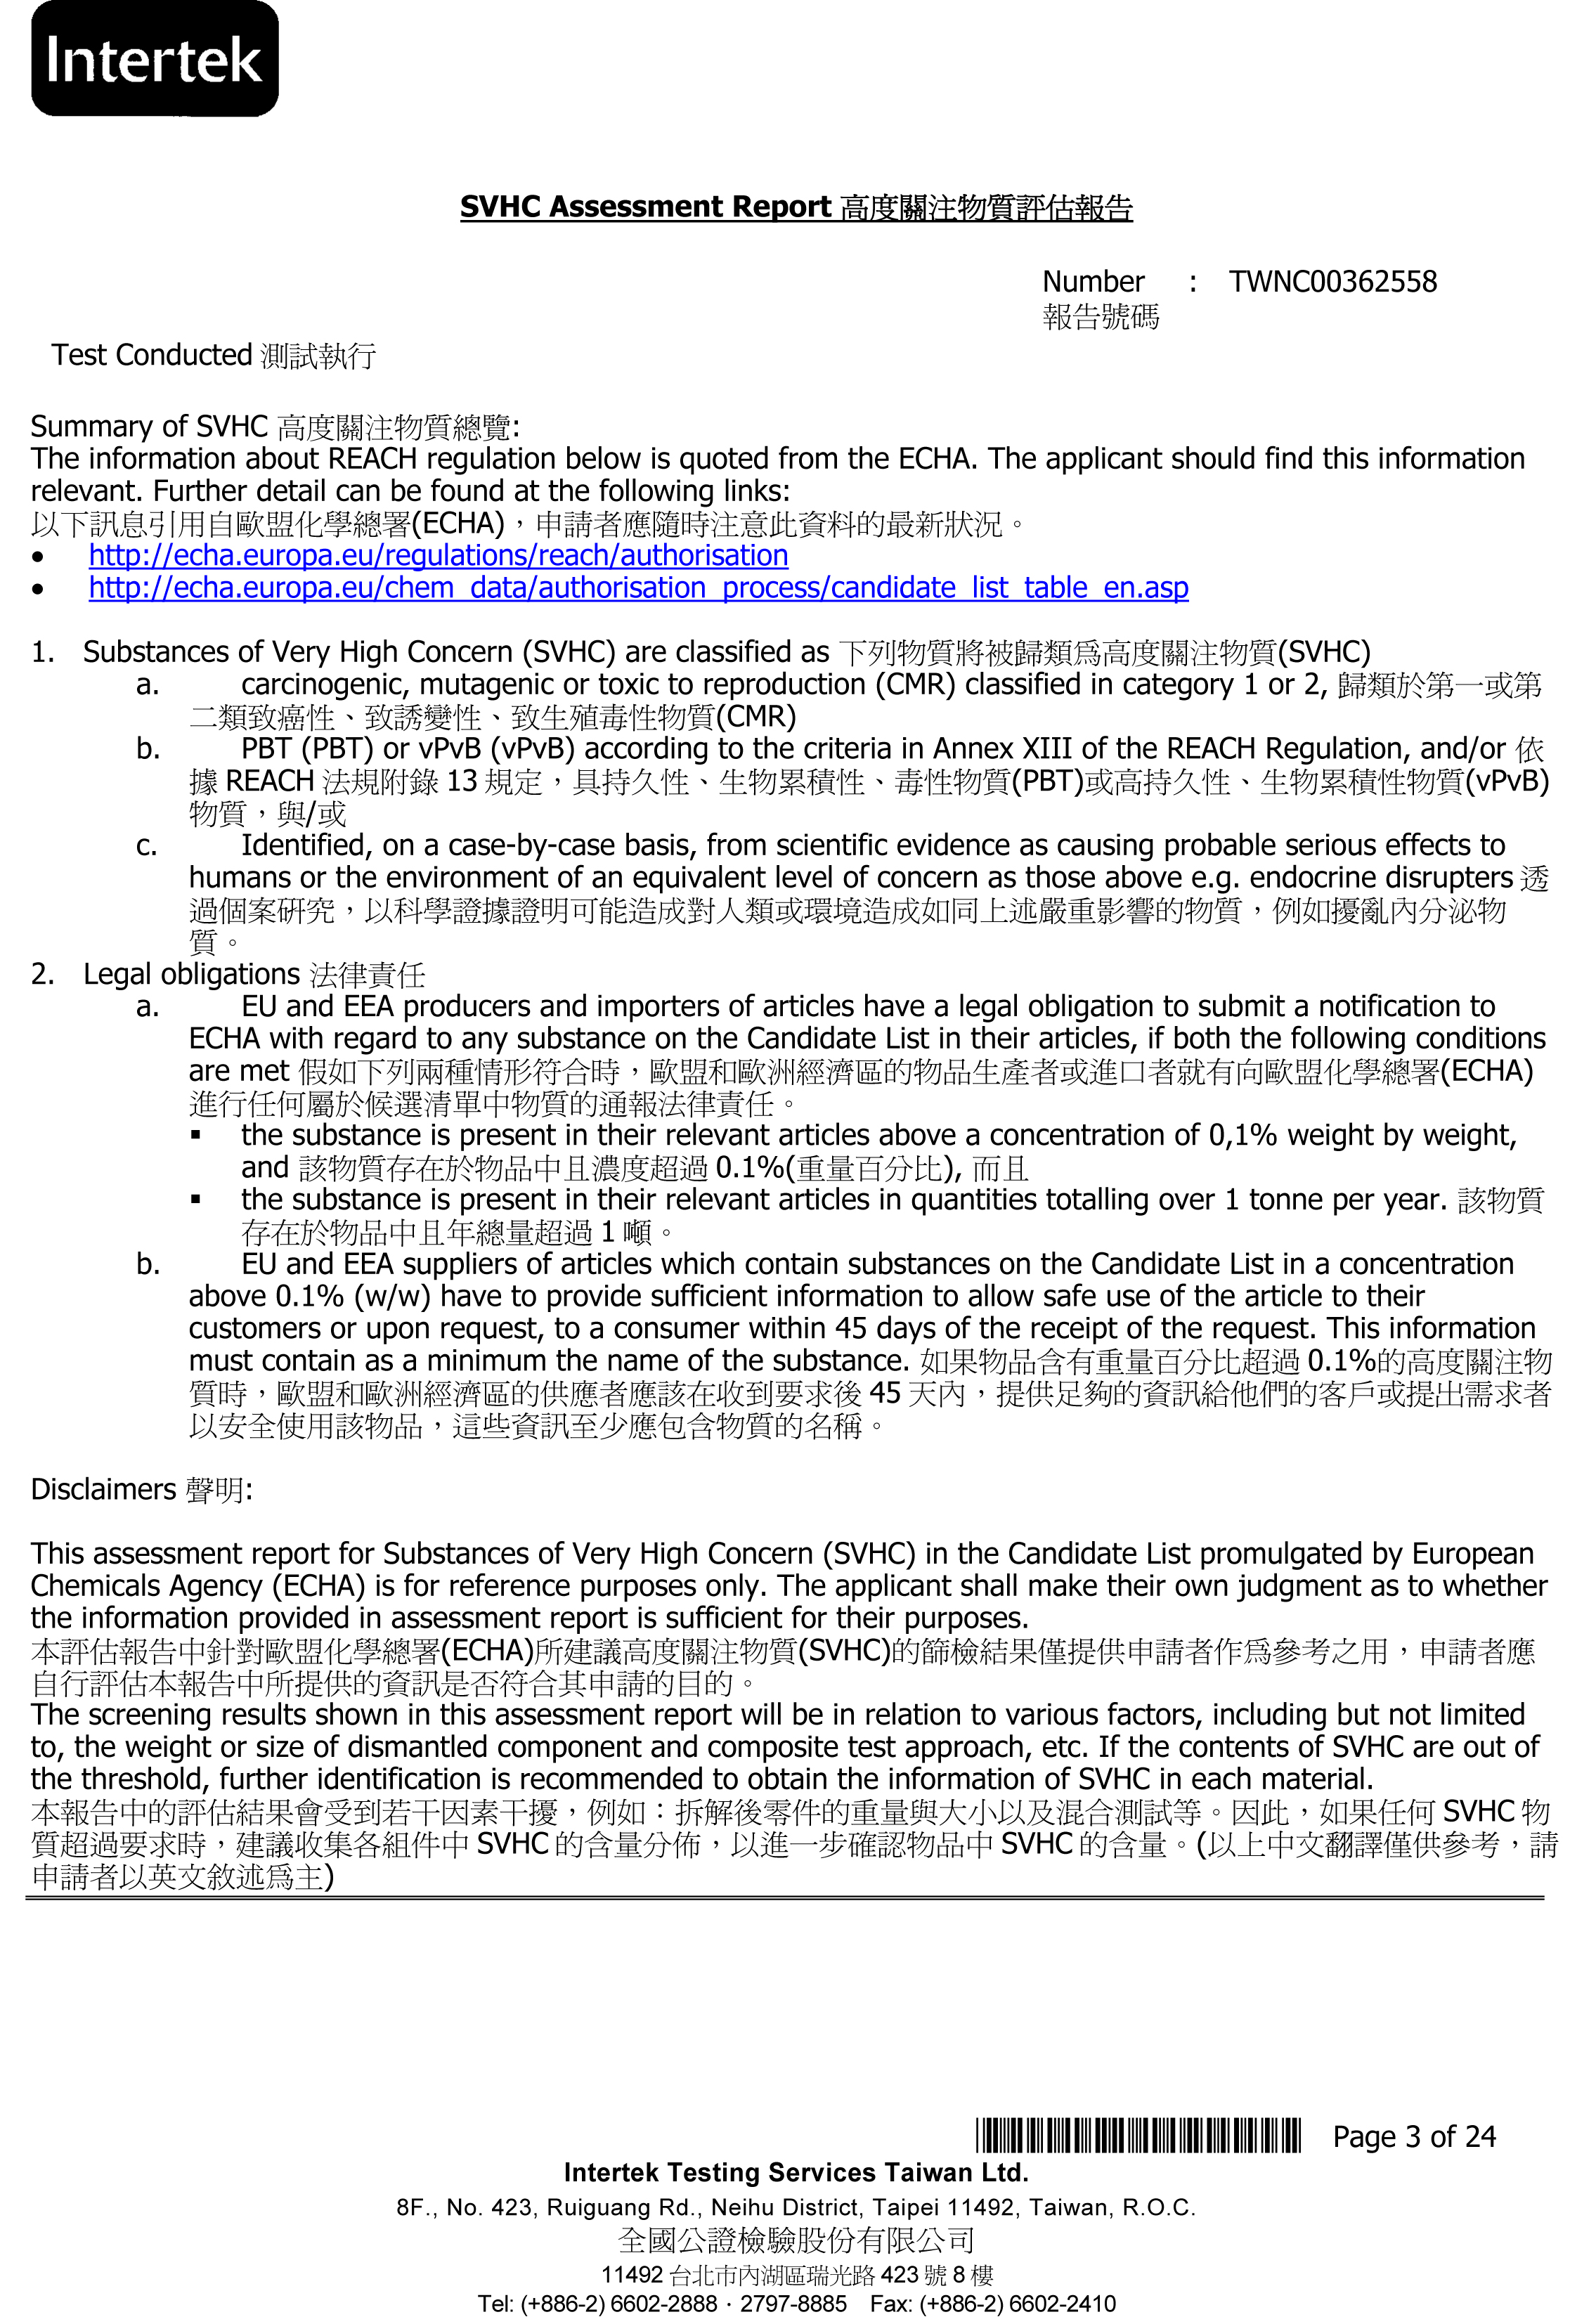 Intertek
SVHC Assessment Report 高度關注物質評估報告
Number : TWNC00362558
報告號碼
Test Conducted 測試執行
Summary of SVHC 高度關注物質總覽:
The information about REACH regulation below is quoted from the ECHA. The applicant should find this information
relevant. Further detail can be found at the following links:
以下訊息引用自歐盟化學總署(ECHA)，申請者應隨時注意此資料的最新狀況。
• http://echa.europa.eu/regulations/reach/authorisation
• http://echa.europa.eu/chem_data/authorisation_process/candidate_list_table_en.asp
1. Substances of Very High Concern (SVHC) are classified as 下列物質將被歸類爲高度關注物質(SVHC)
a. carcinogenic, mutagenic or toxic to reproduction (CMR) classified in category 1 or 2, 歸類於第一或第
二類致癌性、致誘變性、致生殖毒性物質(CMR)
b. PBT (PBT) or vPvB (vPvB) according to the criteria in Annex XIII of the REACH Regulation, and/or 依
據 REACH 法規附錄 13 規定，具持久性、生物累積性、毒性物質(PBT)或高持久性、生物累積性物質(vPvB)
物質，與/或
c. Identified, on a case-by-case basis, from scientific evidence as causing probable serious effects to
humans or the environment of an equivalent level of concern as those above e.g. endocrine disrupters 透
過個案研究，以科學證據證明可能造成對人類或環境造成如同上述嚴重影響的物質，例如擾亂內分泌物
質。
2. Legal obligations 法律責任
a. EU and EEA producers and importers of articles have a legal obligation to submit a notification to
ECHA with regard to any substance on the Candidate List in their articles, if both the following conditions
are met 假如下列兩種情形符合時，歐盟和歐洲經濟區的物品生產者或進口者就有向歐盟化學總署(ECHA)
進行任何屬於候選清單中物質的通報法律責任。
▪ the substance is present in their relevant articles above a concentration of 0,1% weight by weight,
and 該物質存在於物品中且濃度超過 0.1%(重量百分比), 而且
▪ the substance is present in their relevant articles in quantities totalling over 1 tonne per year. 該物質
存在於物品中且年總量超過 1 噸。
b. EU and EEA suppliers of articles which contain substances on the Candidate List in a concentration
above 0.1% (w/w) have to provide sufficient information to allow safe use of the article to their
customers or upon request, to a consumer within 45 days of the receipt of the request. This information
must contain as a minimum the name of the substance. 如果物品含有重量百分比超過 0.1%的高度關注物
質時，歐盟和歐洲經濟區的供應者應該在收到要求後 45 天內，提供足夠的資訊給他們的客戶或提出需求者
以安全使用該物品，這些資訊至少應包含物質的名稱。
Disclaimers 聲明:
This assessment report for Substances of Very High Concern (SVHC) in the Candidate List promulgated by European
Chemicals Agency (ECHA) is for reference purposes only. The applicant shall make their own judgment as to whether
the information provided in assessment report is sufficient for their purposes.
本評估報告中針對歐盟化學總署(ECHA)所建議高度關注物質(SVHC)的篩檢結果僅提供申請者作爲參考之用，申請者應
自行評估本報告中所提供的資訊是否符合其申請的目的。
The screening results shown in this assessment report will be in relation to various factors, including but not limited
to, the weight or size of dismantled component and composite test approach, etc. If the contents of SVHC are out of
the threshold, further identification is recommended to obtain the information of SVHC in each material.
本報告中的評估結果會受到若干因素干擾，例如：拆解後零件的重量與大小以及混合測試等。因此，如果任何 SVHC 物
質超過要求時，建議收集各組件中 SVHC 的含量分佈，以進一步確認物品中 SVHC 的含量。(以上中文翻譯僅供參考，請
申請者以英文敘述爲主)
Page 3 of 24
Intertek Testing Services Taiwan Ltd.
8F., No. 423, Ruiguang Rd., Neihu District, Taipei 11492, Taiwan, R.O.C.
全國公證檢驗股份有限公司
11492 台北市內湖區瑞光路 423 號 8 樓
Tel: (+886-2) 6602-2888 · 2797-8885 Fax: (+886-2) 6602-2410